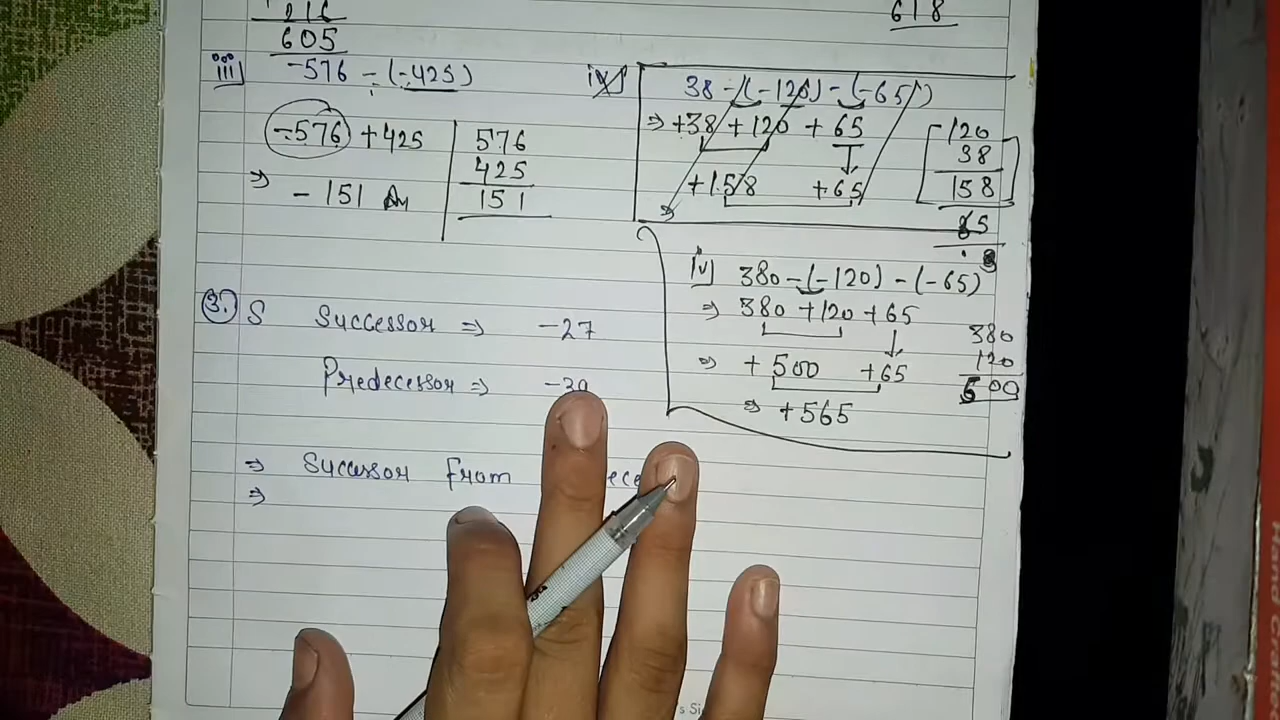 216
605
618
iii) -576 - (-425)
-576 + 425
⇒ - 151 Ans
576
425
151
iv) 38 - (-120) - (-65)
⇒ +38 + 120 + 65
+158 +65
⇒
120
38
158
65
iv) 380 - (-120) - (-65)
⇒ 380 + 120 + 65
⇒ + 500 + 65
⇒ + 565
380
120
500
3. S Successor ⇒ -27
Predecessor ⇒
⇒ Successor from
⇒